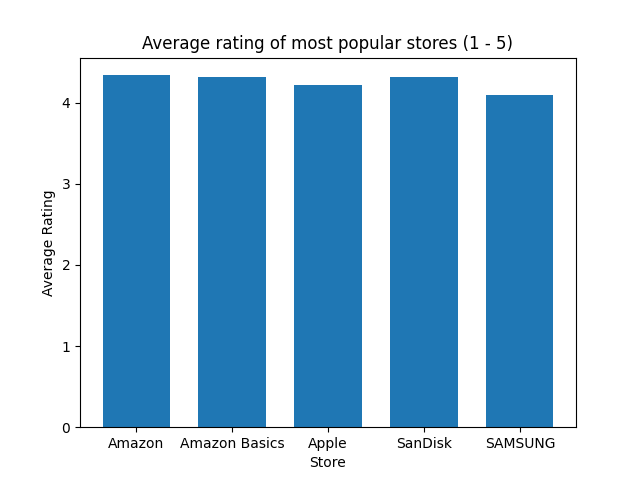 Average rating of most popular stores (1 - 5)
Average Rating
4
3
2
1
0
Amazon Amazon Basics Apple SanDisk SAMSUNG
Store